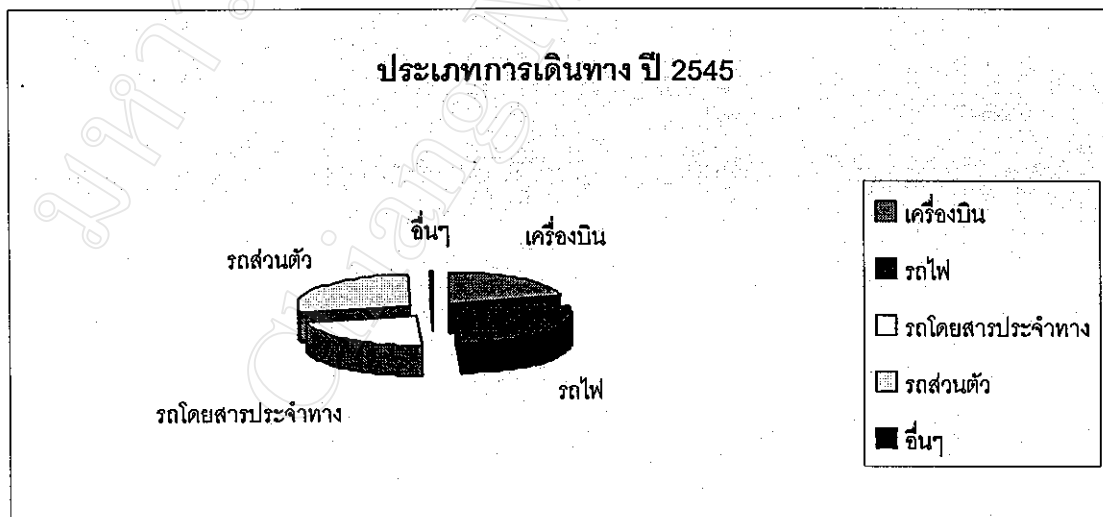 ประเภทการเดินทาง ปี 2545
อื่นๆ
เครื่องบิน
รถส่วนตัว
รถไฟ
รถโดยสารประจำทาง
เครื่องบิน
รถไฟ
รถโดยสารประจำทาง
รถส่วนตัว
อื่นๆ